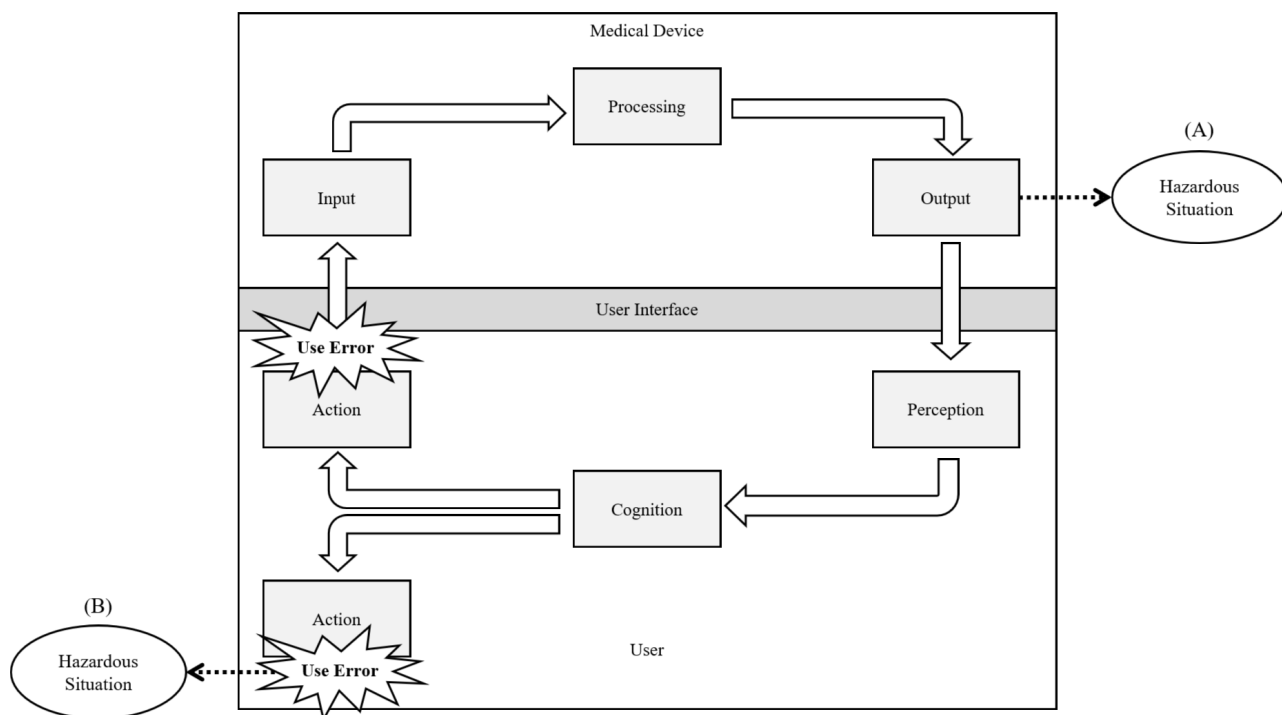 Medical Device
Processing
(A)
Input
Output
Hazardous
Situation
User Interface
Use Error
Action
Perception
Cognition
Action
(B)
Use Error
User
Hazardous
Situation